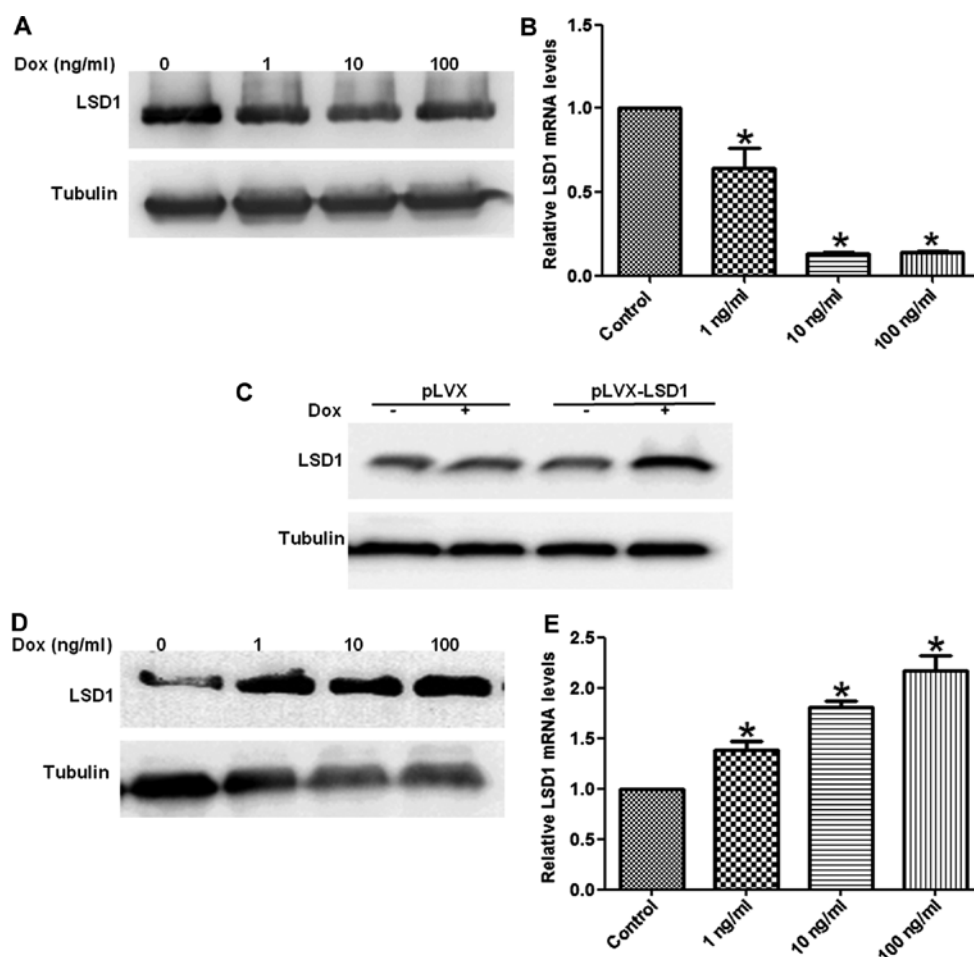 A
Dox (ng/ml) 0 1 10 100
LSD1
Tubulin
B
Relative LSD1 mRNA levels
1.5
1.0
0.5
0.0
*
*
*
Control
1 ng/ml
10 ng/ml
100 ng/ml
C
pLVX pLVX-LSD1
Dox - + - +
LSD1
Tubulin
D
Dox (ng/ml) 0 1 10 100
LSD1
Tubulin
E
Relative LSD1 mRNA levels
2.5
2.0
1.5
1.0
0.5
0.0
*
*
*
Control
1 ng/ml
10 ng/ml
100 ng/ml